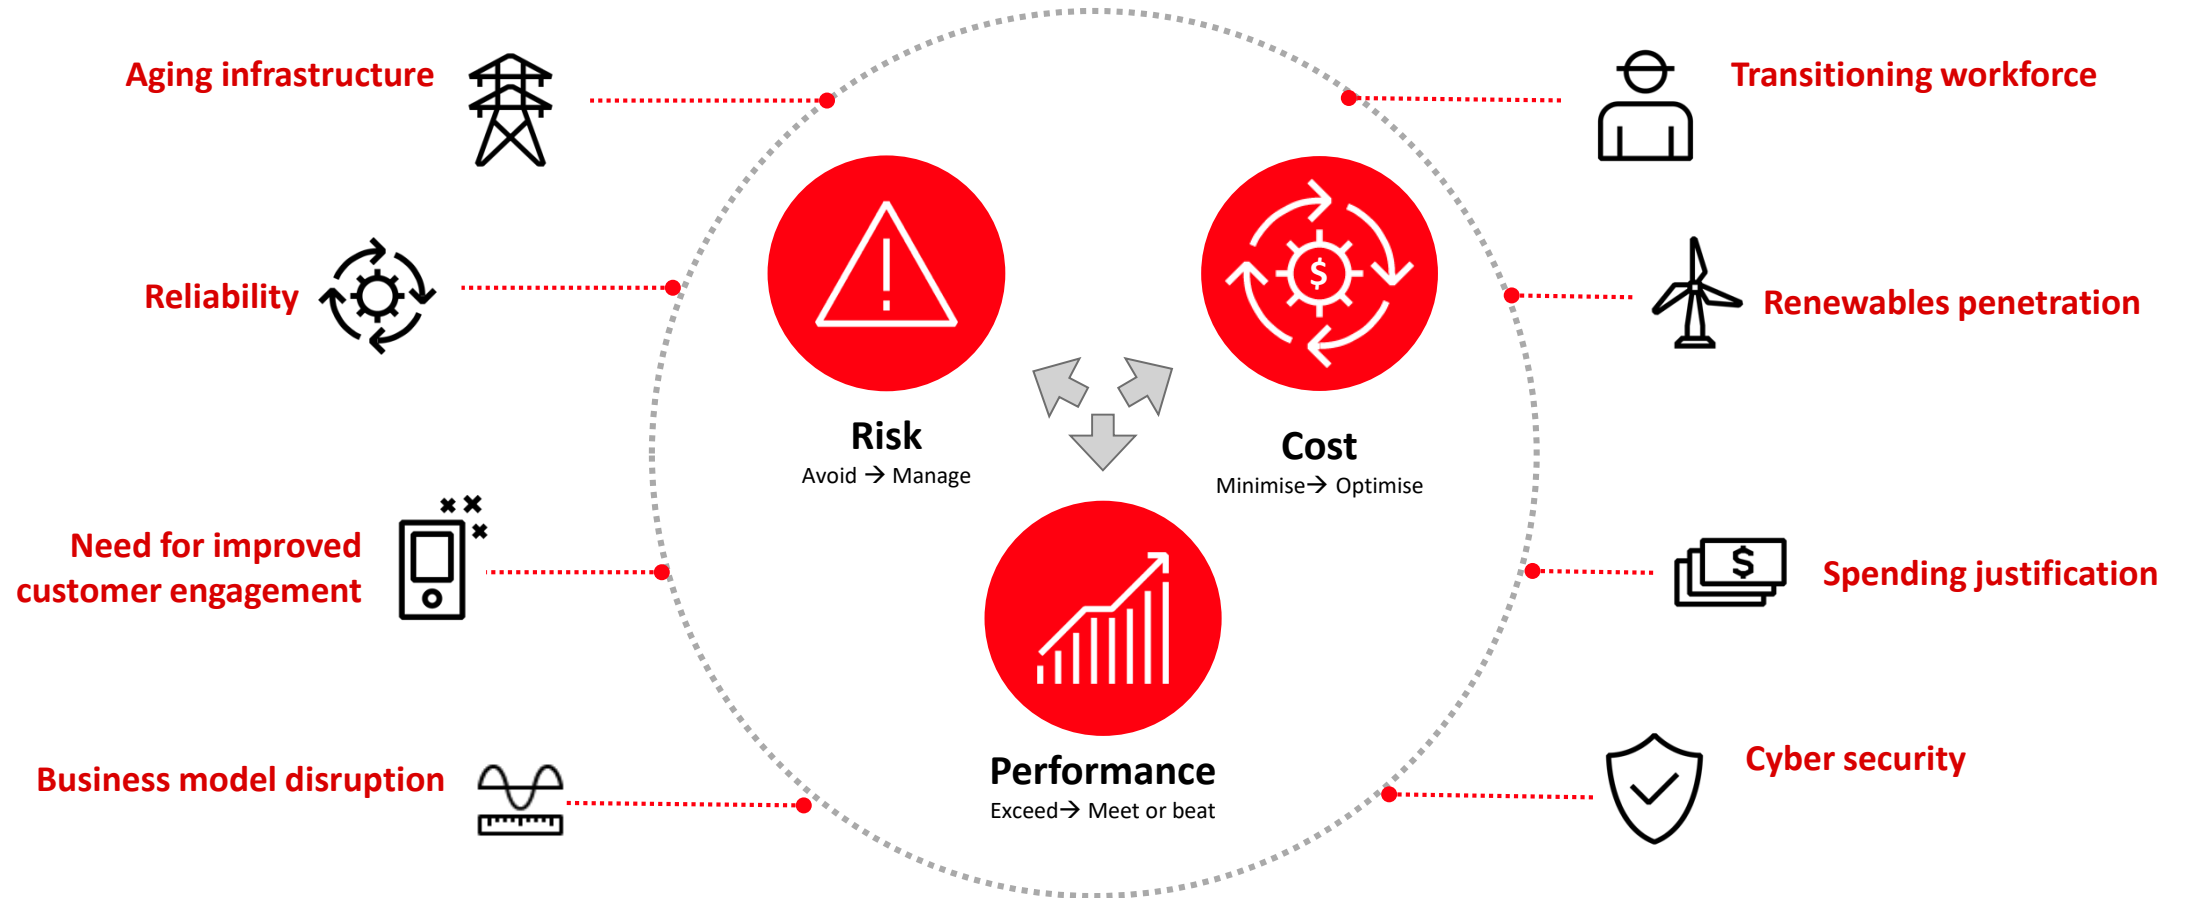 Aging infrastructure
Transitioning workforce
Reliability
$
Renewables penetration
Risk
Avoid → Manage
Cost
Minimise→ Optimise
Need for improved
customer engagement
$
Spending justification
Business model disruption
Performance
Exceed→ Meet or beat
Cyber security